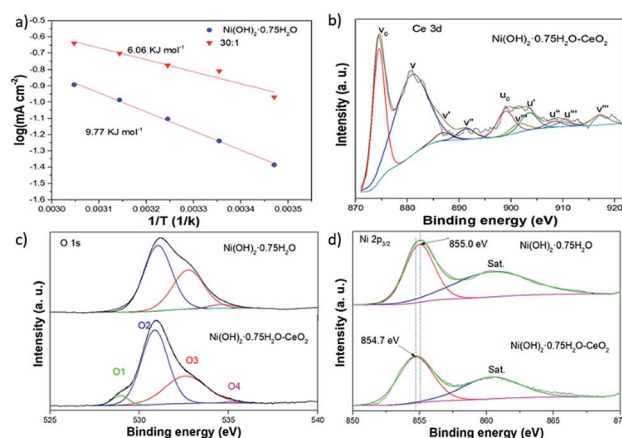 a)
-0.5
-0.6
-0.7
-0.8
-0.9
-1.0
-1.1
-1.2
-1.3
-1.4
-1.5
-1.6
log(mA cm⁻²)
6.06 KJ mol⁻¹
9.77 KJ mol⁻¹
Ni(OH)₂·0.75H₂O
30:1
0.0030 0.0031 0.0032 0.0033 0.0034 0.0035
1/T (1/k)
b)
Ce 3d
Ni(OH)₂·0.75H₂O-CeO₂
Intensity (a. u.)
v₀
v
v'
v''
u₀
u'
v'''
u''
u'''
v'''
870 880 890 900 910 920
Binding energy (eV)
c)
O 1s
Ni(OH)₂·0.75H₂O
Ni(OH)₂·0.75H₂O-CeO₂
O1
O2
O3
O4
Intensity (a. u.)
525 530 535 540
Binding energy (eV)
d)
Ni 2p₃/₂
855.0 eV
Ni(OH)₂·0.75H₂O
Sat.
854.7 eV
Ni(OH)₂·0.75H₂O-CeO₂
Sat.
Intensity (a. u.)
850 855 860 865
Binding energy (eV)